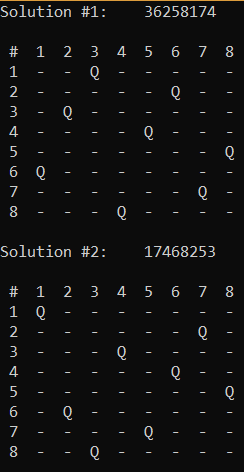 Solution #1:    36258174
#  1  2  3  4  5  6  7  8
1  -  -  Q  -  -  -  -  -
2  -  -  -  -  -  Q  -  -
3  -  Q  -  -  -  -  -  -
4  -  -  -  -  Q  -  -  -
5  -  -  -  -  -  -  -  Q
6  Q  -  -  -  -  -  -  -
7  -  -  -  -  -  -  Q  -
8  -  -  -  Q  -  -  -  -
Solution #2:    17468253
#  1  2  3  4  5  6  7  8
1  Q  -  -  -  -  -  -  -
2  -  -  -  -  -  -  Q  -
3  -  -  -  Q  -  -  -  -
4  -  -  -  -  -  Q  -  -
5  -  -  -  -  -  -  -  Q
6  -  Q  -  -  -  -  -  -
7  -  -  -  -  Q  -  -  -
8  -  -  Q  -  -  -  -  -